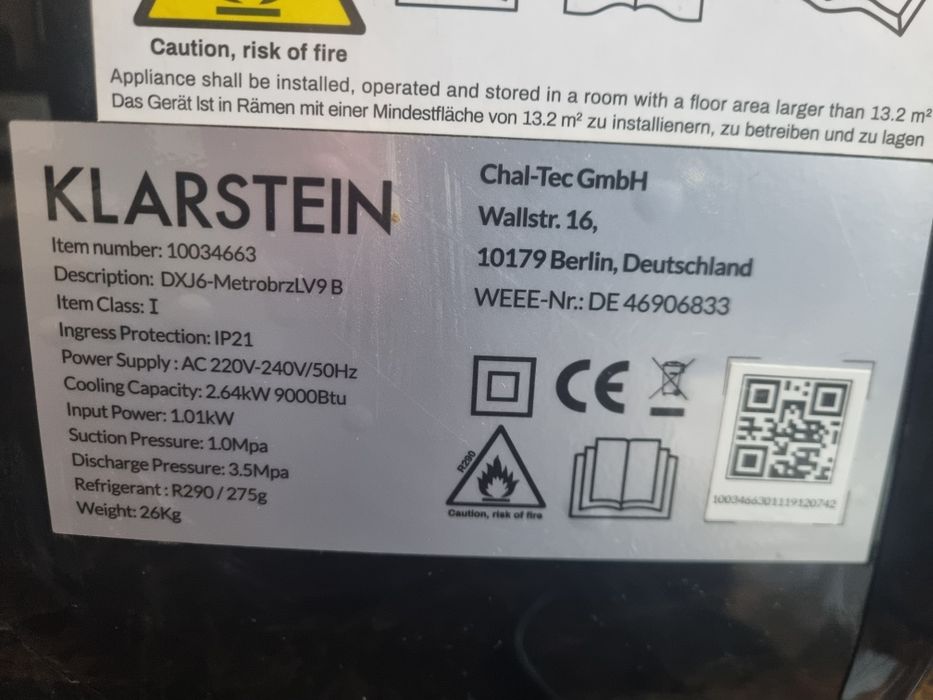 Caution, risk of fire
Appliance shall be installed, operated and stored in a room with a floor area larger than 13.2 m²
Das Gerät Ist in Rämen mit einer Mindestfläche von 13.2 m² zu installienern, zu betreiben und zu lagen
KLARSTEIN
Item number: 10034663
Description: DXJ6-MetrobrzLV9 B
Item Class: I
Ingress Protection: IP21
Power Supply : AC 220V-240V/50Hz
Cooling Capacity: 2.64kW 9000Btu
Input Power: 1.01kW
Suction Pressure: 1.0Mpa
Discharge Pressure: 3.5Mpa
Refrigerant : R290 / 275g
Weight: 26Kg
Chal-Tec GmbH
Wallstr. 16,
10179 Berlin, Deutschland
WEEE-Nr.: DE 46906833
CE
R290
Caution, risk of fire
1003466301119120742